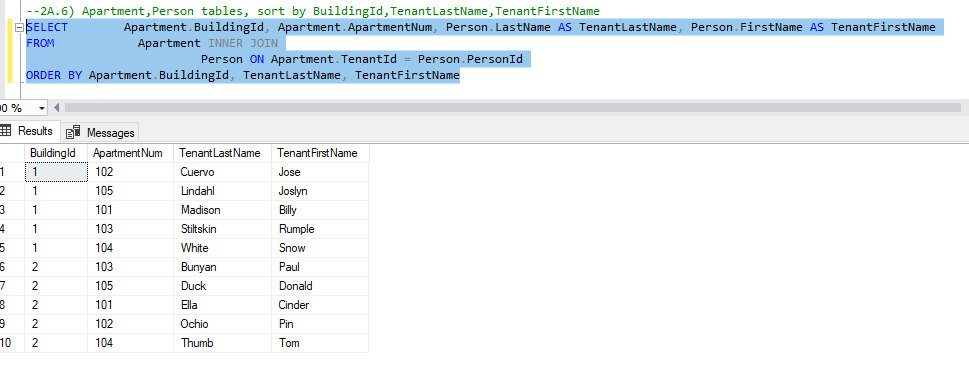 --2A.6) Apartment,Person tables, sort by BuildingId,TenantLastName,TenantFirstName
SELECT Apartment.BuildingId, Apartment.ApartmentNum, Person.LastName AS TenantLastName, Person.FirstName AS TenantFirstName
FROM Apartment INNER JOIN
Person ON Apartment.TenantId = Person.PersonId
ORDER BY Apartment.BuildingId, TenantLastName, TenantFirstName
00 %
Results Messages
BuildingId ApartmentNum TenantLastName TenantFirstName
1 1 102 Cuervo Jose
2 1 105 Lindahl Joslyn
3 1 101 Madison Billy
4 1 103 Stiltskin Rumple
5 1 104 White Snow
6 2 103 Bunyan Paul
7 2 105 Duck Donald
8 2 101 Ella Cinder
9 2 102 Ochio Pin
10 2 104 Thumb Tom